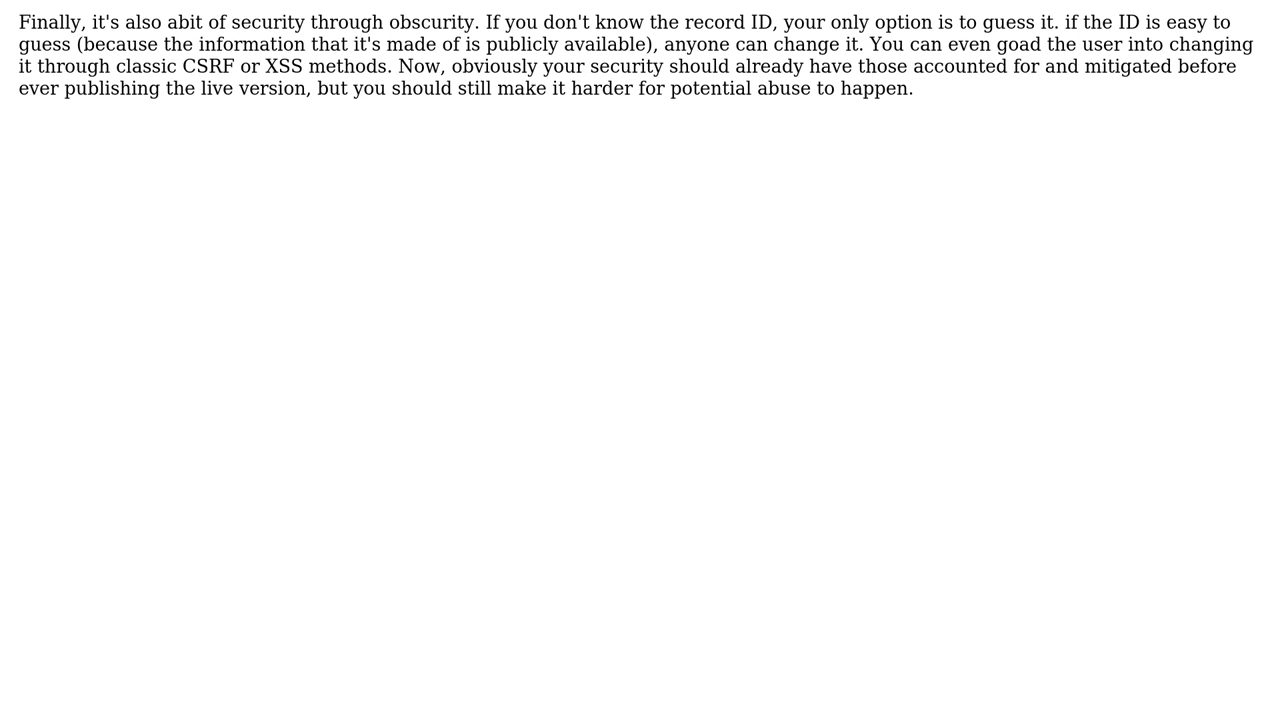 Finally, it's also abit of security through obscurity. If you don't know the record ID, your only option is to guess it. if the ID is easy to
guess (because the information that it's made of is publicly available), anyone can change it. You can even goad the user into changing
it through classic CSRF or XSS methods. Now, obviously your security should already have those accounted for and mitigated before
ever publishing the live version, but you should still make it harder for potential abuse to happen.